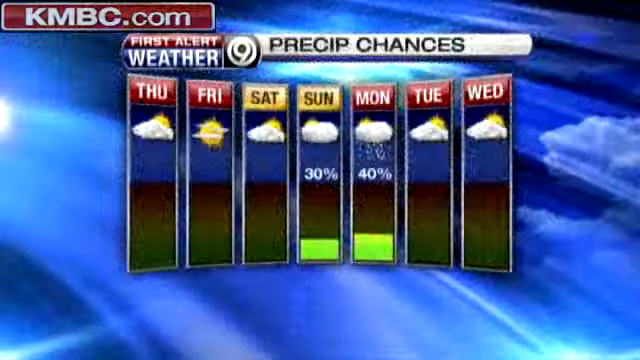 KMBC.com
FIRST ALERT
WEATHER 9
PRECIP CHANCES
THU FRI SAT SUN MON TUE WED
30% 40%